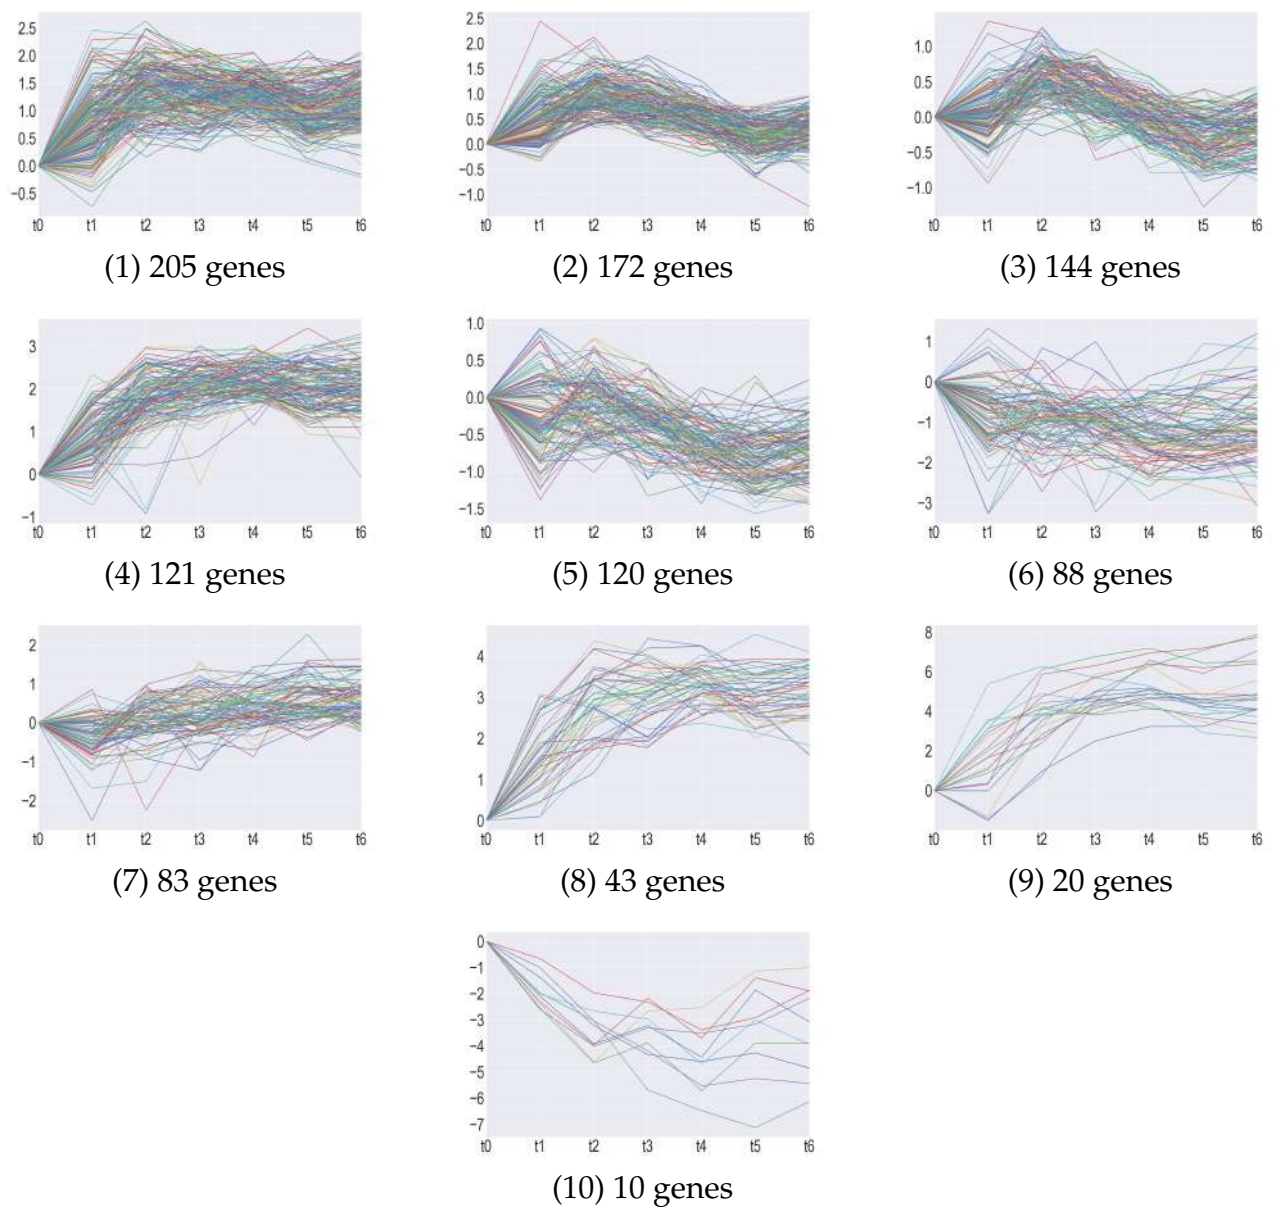 2.5
2.0
1.5
1.0
0.5
0.0
−0.5
t0 t1 t2 t3 t4 t5 t6
(1) 205 genes
2.5
2.0
1.5
1.0
0.5
0.0
−0.5
−1.0
t0 t1 t2 t3 t4 t5 t6
(2) 172 genes
1.0
0.5
0.0
−0.5
−1.0
t0 t1 t2 t3 t4 t5 t6
(3) 144 genes
3
2
1
0
−1
t0 t1 t2 t3 t4 t5 t6
(4) 121 genes
1.0
0.5
0.0
−0.5
−1.0
−1.5
t0 t1 t2 t3 t4 t5 t6
(5) 120 genes
1
0
−1
−2
−3
t0 t1 t2 t3 t4 t5 t6
(6) 88 genes
2
1
0
−1
−2
t0 t1 t2 t3 t4 t5 t6
(7) 83 genes
4
3
2
1
0
t0 t1 t2 t3 t4 t5 t6
(8) 43 genes
8
6
4
2
0
t0 t1 t2 t3 t4 t5 t6
(9) 20 genes
0
−1
−2
−3
−4
−5
−6
−7
t0 t1 t2 t3 t4 t5 t6
(10) 10 genes